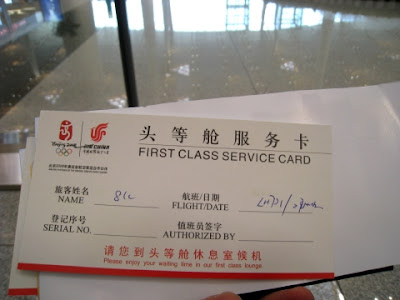 Beijing 2008
头等舱服务卡
FIRST CLASS SERVICE CARD
旅客姓名
NAME
航班/日期
FLIGHT/DATE
登记序号
SERIAL NO.
值班员签字
AUTHORIZED BY
请您到头等舱休息室候机
Please enjoy your waiting time in our first class lounge